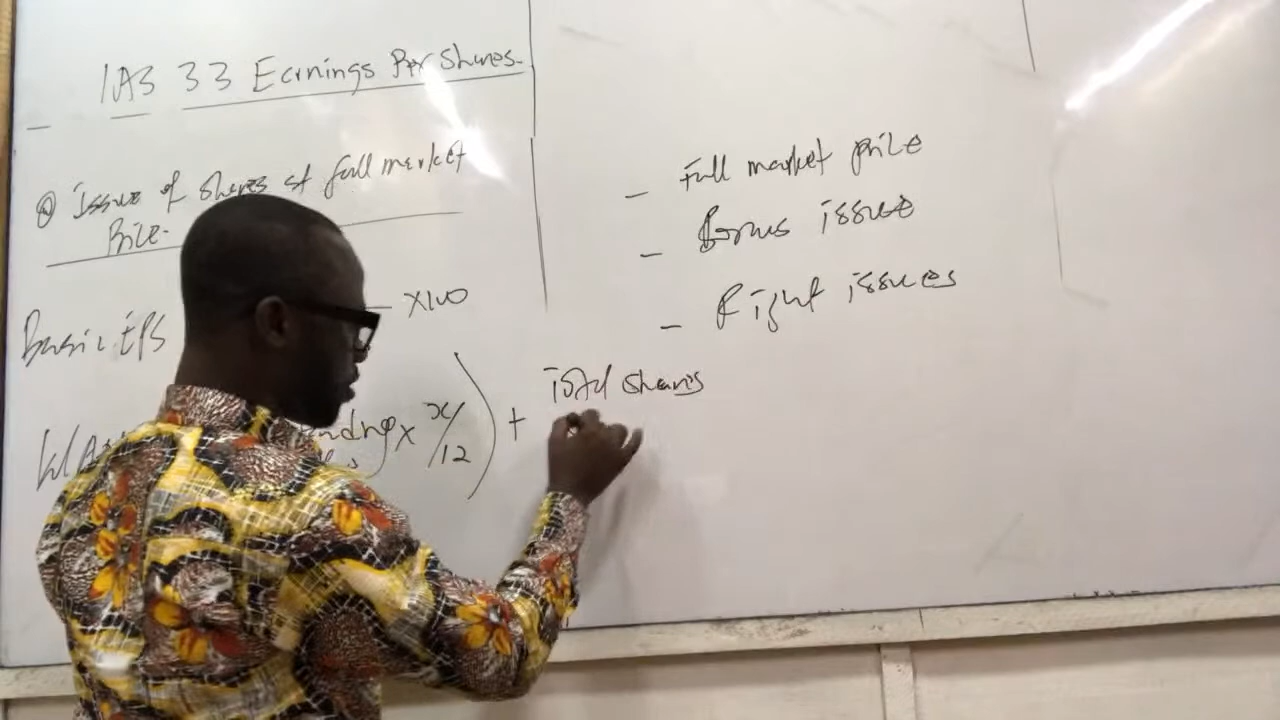 IAS 33 Earnings Per Shares.
Issue of shares at full market
Price.
Basic EPS
X100
x/12
+ Total shares
- Full market price
- Bonus issue
- Right issues